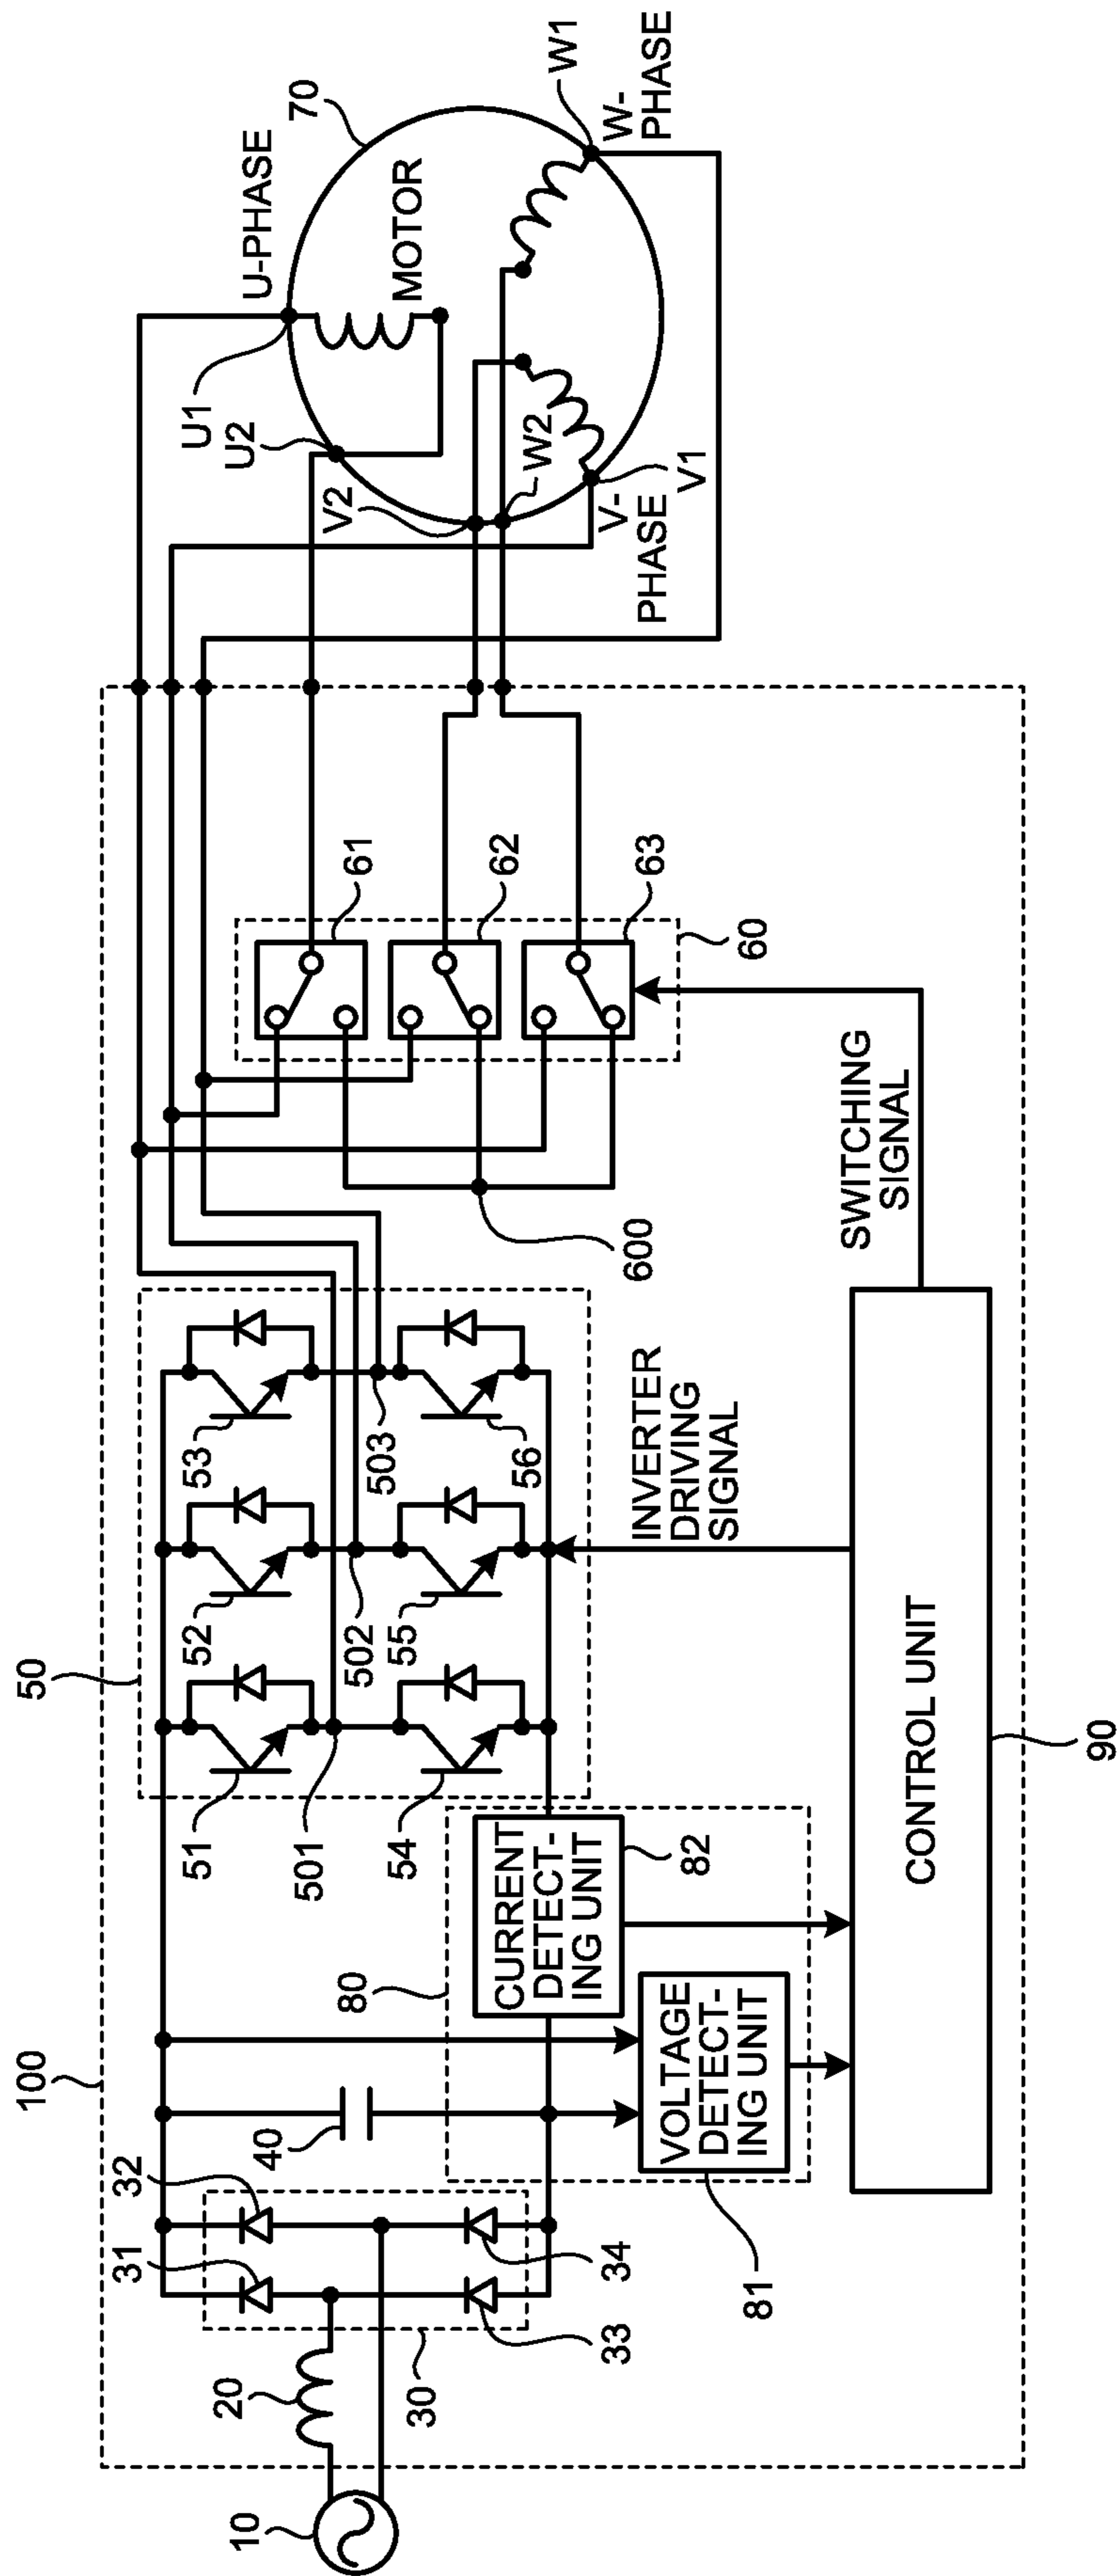 100
10
20
30
31
32
33
34
40
50
51
52
53
501
502
503
54
55
56
80
CURRENT
DETECT-
ING UNIT
82
VOLTAGE
DETECT-
ING UNIT
81
INVERTER
DRIVING
SIGNAL
CONTROL UNIT
90
SWITCHING
SIGNAL
600
60
61
62
63
U-PHASE
70
U1
U2
MOTOR
V2
W2
V-
PHASE
V1
W1
W-
PHASE